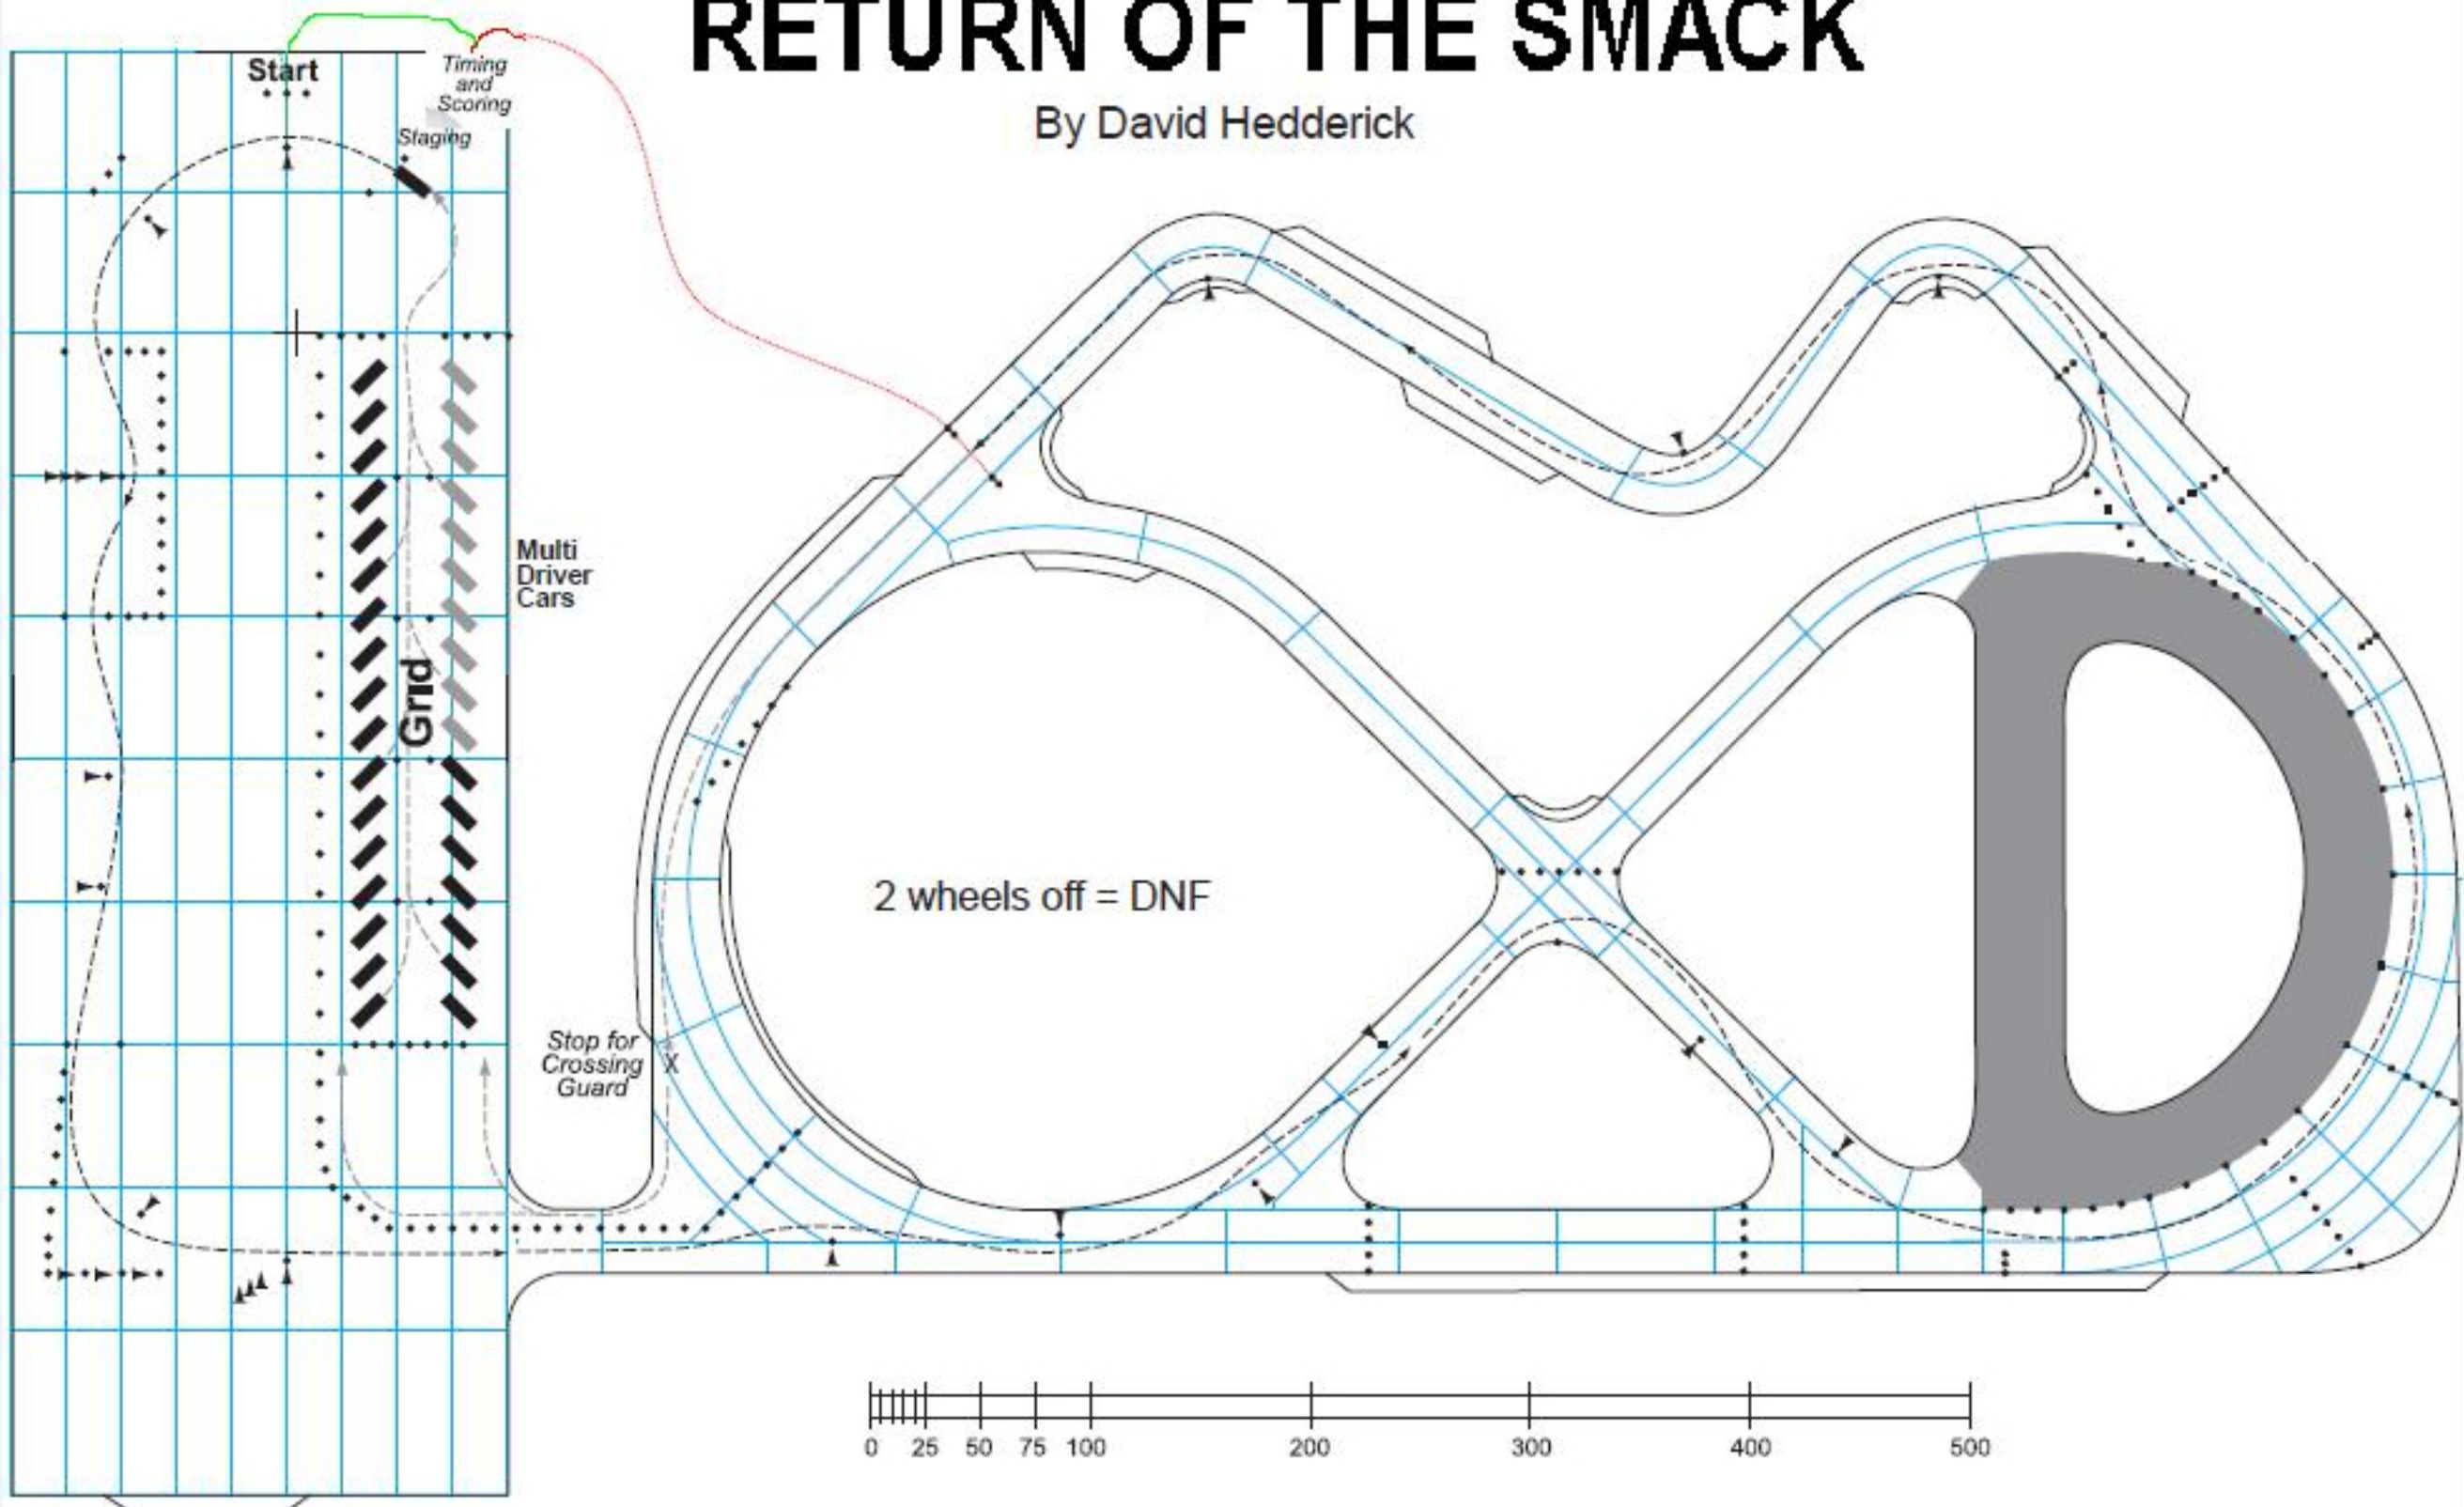 RETURN OF THE SMACK
By David Hedderick
Start
Timing
and
Scoring
Staging
Multi
Driver
Cars
Grid
2 wheels off = DNF
Stop for
Crossing
Guard
X
0 25 50 75 100 200 300 400 500